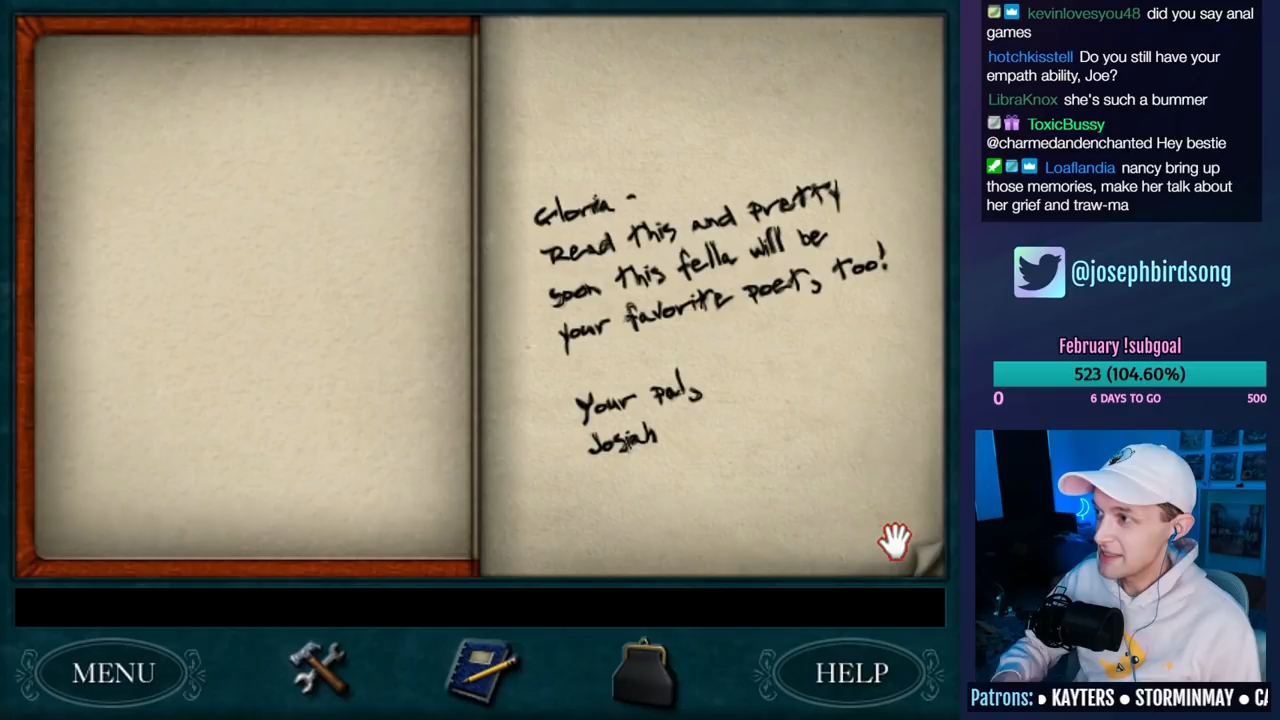 Gloria -
Read this and pretty
soon this fella will be
your favorite poet, too!
Your pal,
Josiah
MENU
HELP
kevinlovesyou48 did you say anal
games
hotchkisstell Do you still have your
empath ability, Joe?
LibraKnox she's such a bummer
ToxicBussy
@charmedandenchanted Hey bestie
Loaflandia nancy bring up
those memories, make her talk about
her grief and traw-ma
@josephbirdsong
February !subgoal
523 (104.60%)
0 6 DAYS TO GO 500
Patrons: ● KAYTERS ● STORMINMAY ● CA